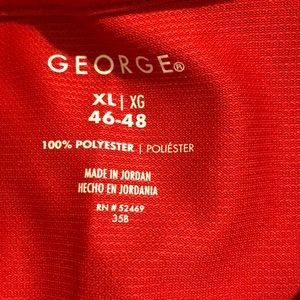 GEORGE®
XL | XG
46-48
100% POLYESTER | POLIÉSTER
MADE IN JORDAN
HECHO EN JORDANIA
RN # 52469
35B